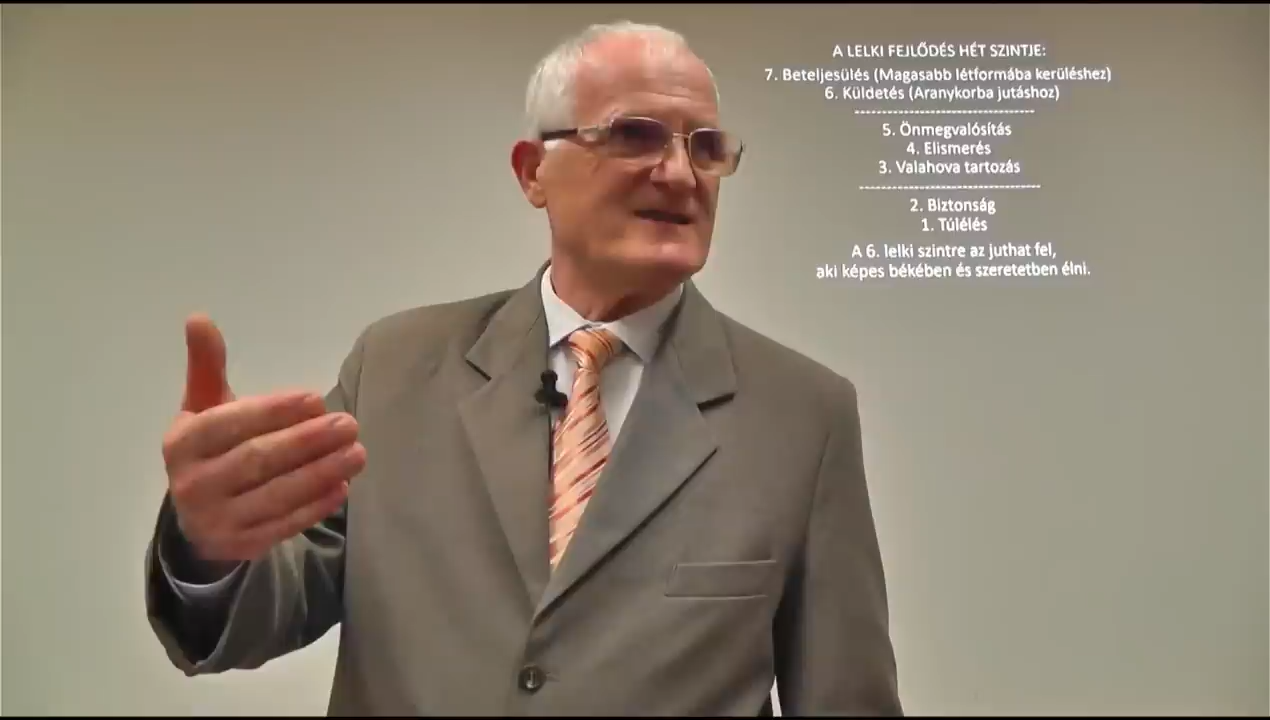 A LELKI FEJLŐDÉS HÉT SZINTJE:
7. Beteljesülés (Magasabb létformába kerüléshez)
6. Küldetés (Aranykorba jutáshoz)
--------------------------------
5. Önmegvalósítás
4. Elismerés
3. Valahova tartozás
--------------------------------
2. Biztonság
1. Túlélés
A 6. lelki szintre az juthat fel,
aki képes békében és szeretetben élni.